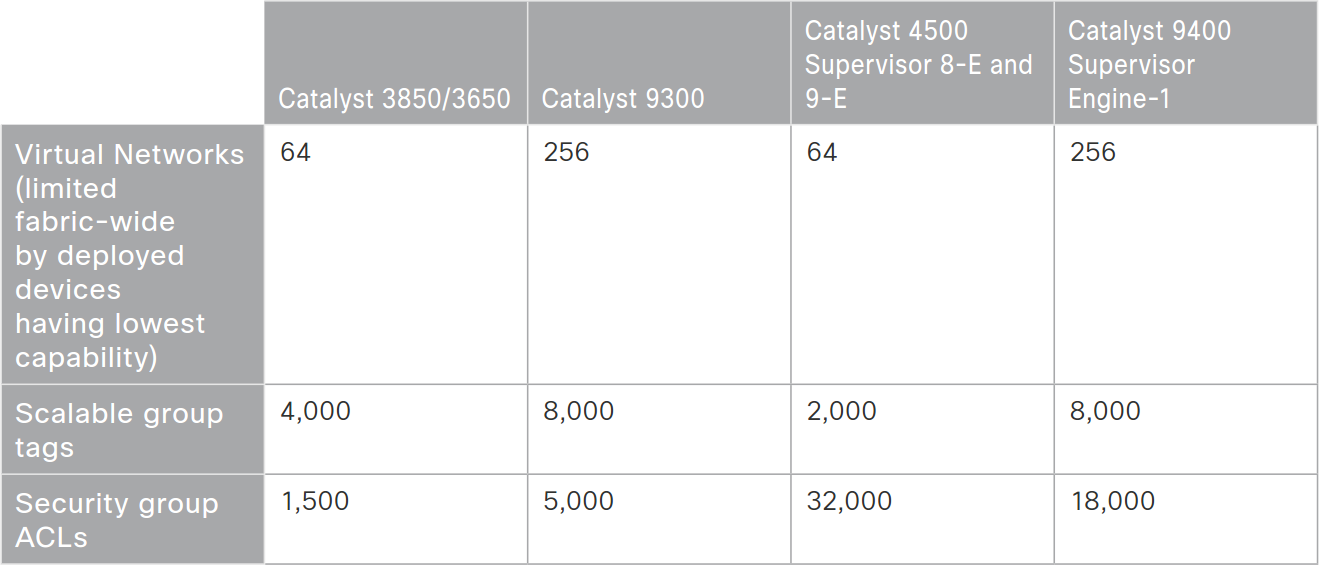 Catalyst 3850/3650
Catalyst 9300
Catalyst 4500
Supervisor 8-E and
9-E
Catalyst 9400
Supervisor
Engine-1
Virtual Networks
(limited
fabric-wide
by deployed
devices
having lowest
capability)
64
256
64
256
Scalable group
tags
4,000
8,000
2,000
8,000
Security group
ACLs
1,500
5,000
32,000
18,000